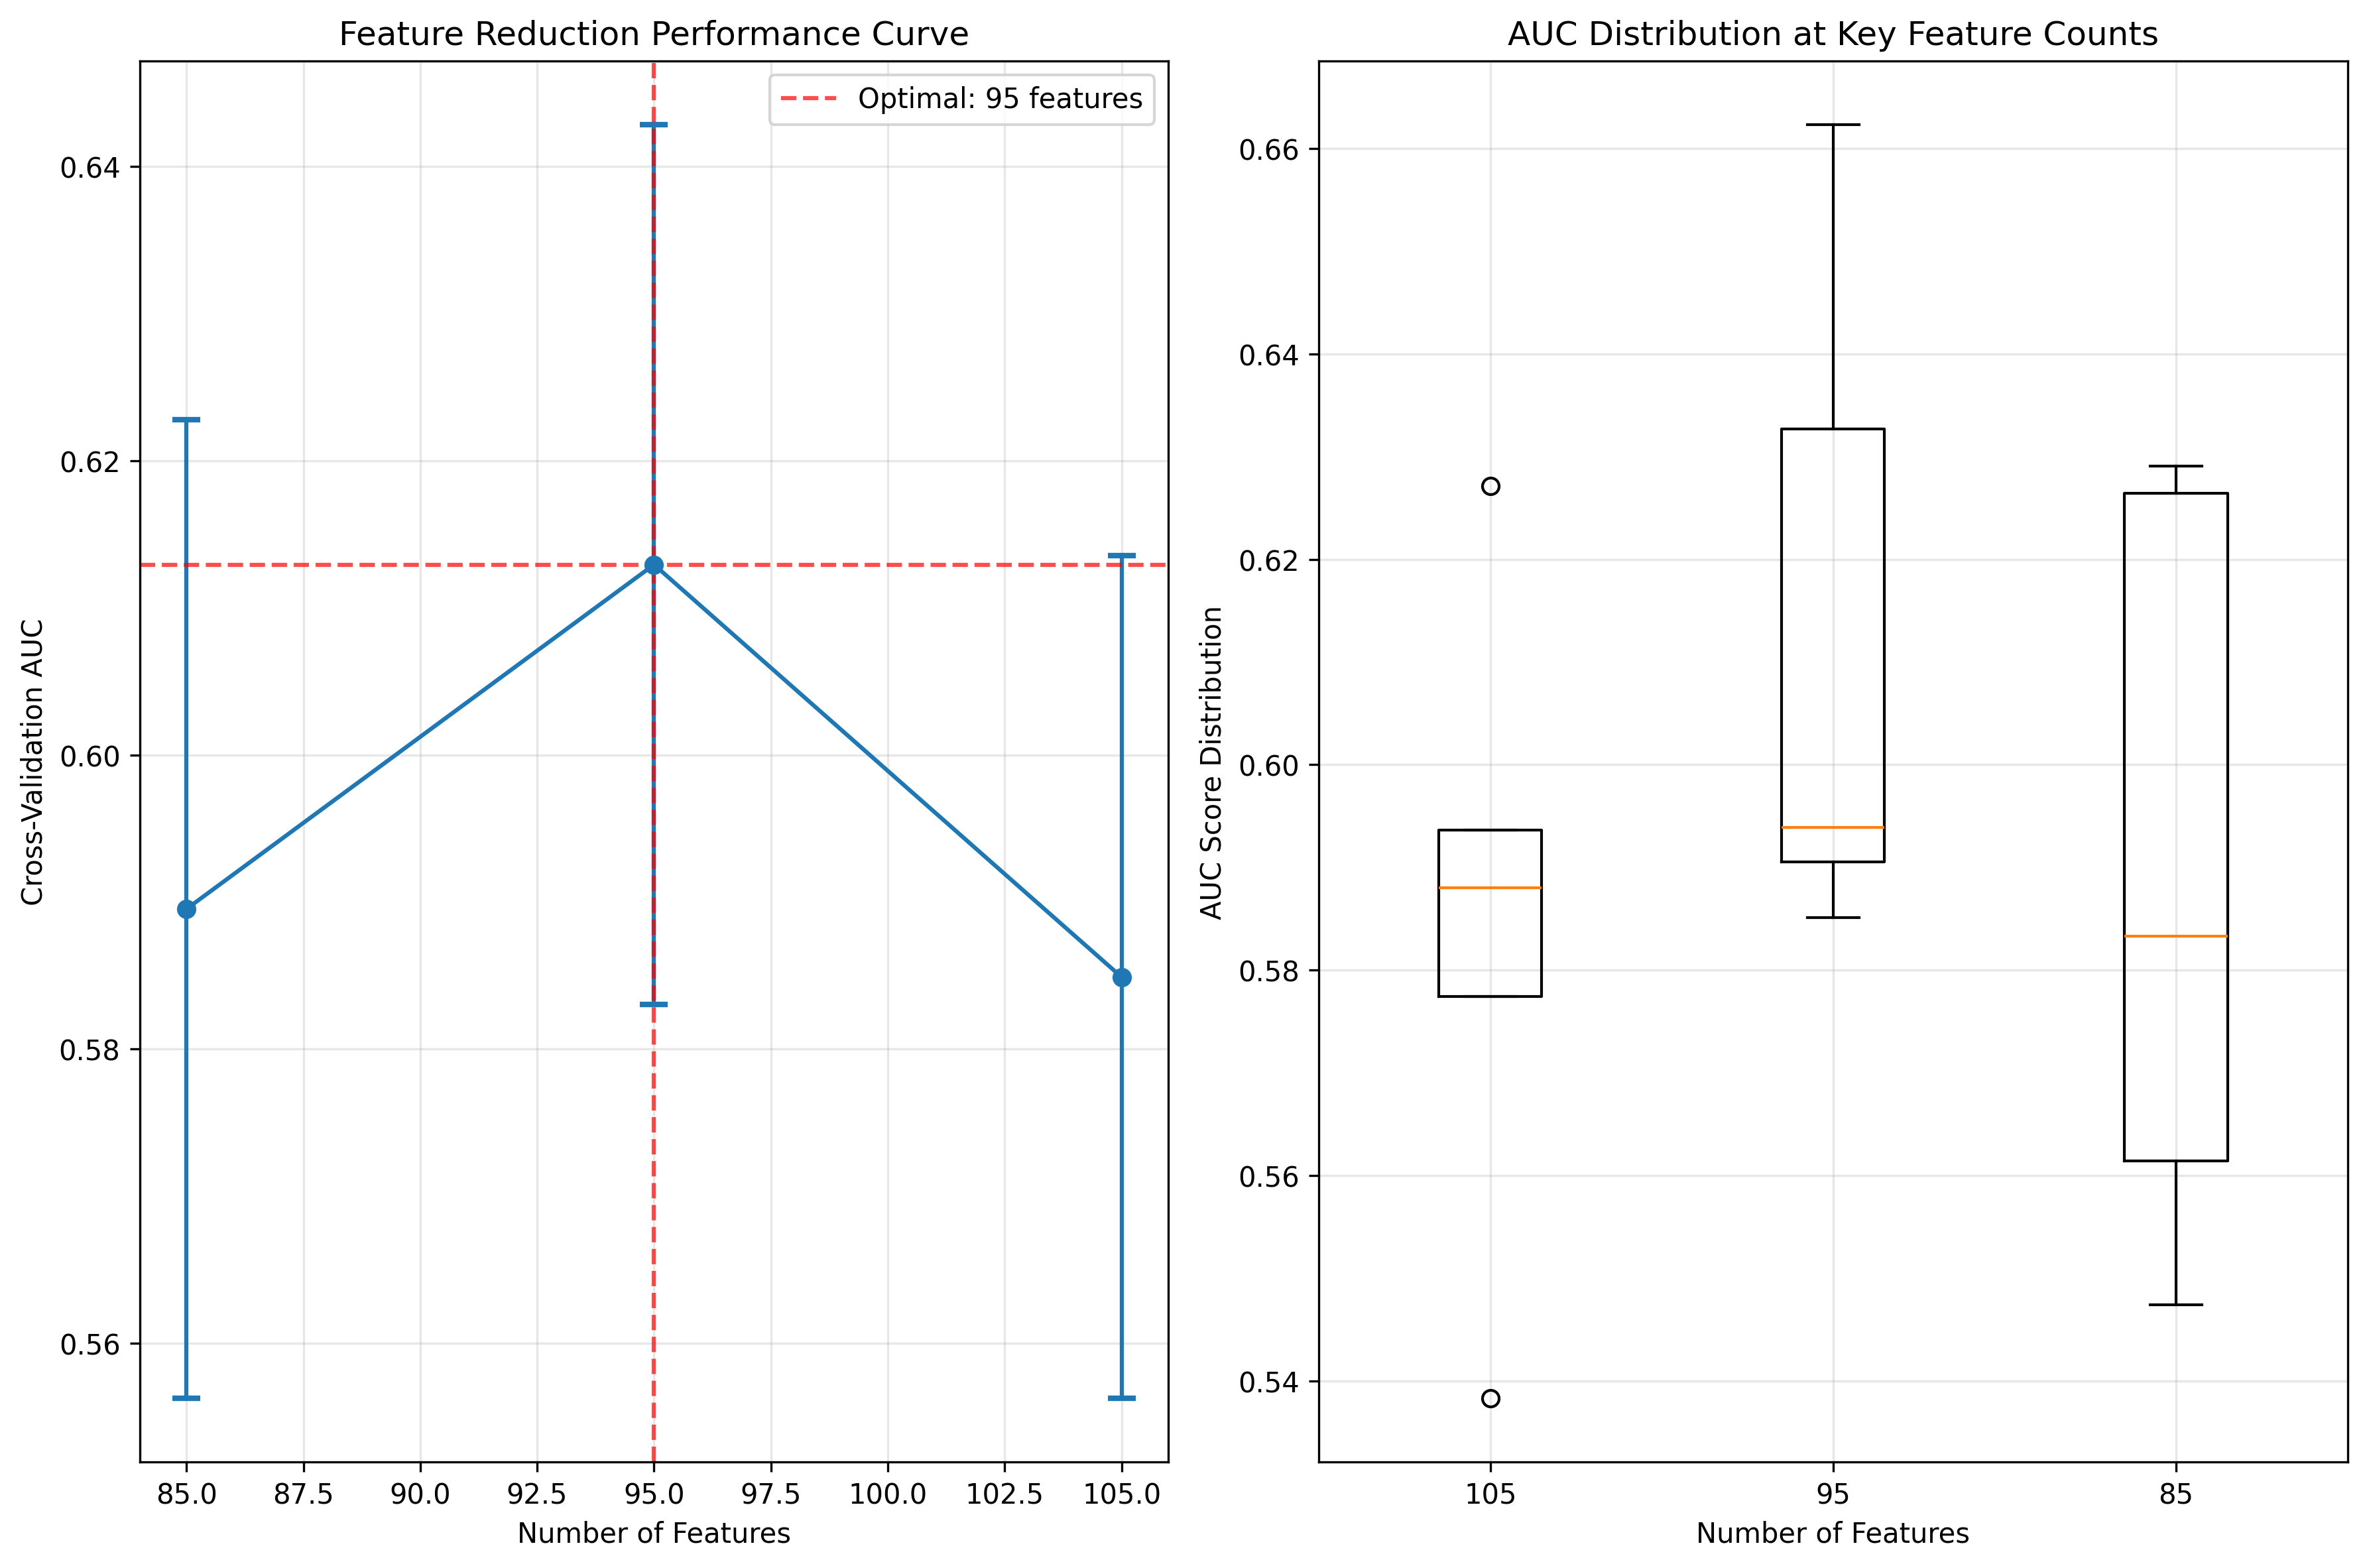 Feature Reduction Performance Curve
Optimal: 95 features
0.64
0.62
0.60
0.58
0.56
Cross-Validation AUC
85.0 87.5 90.0 92.5 95.0 97.5 100.0 102.5 105.0
Number of Features
AUC Distribution at Key Feature Counts
0.66
0.64
0.62
0.60
0.58
0.56
0.54
AUC Score Distribution
105 95 85
Number of Features